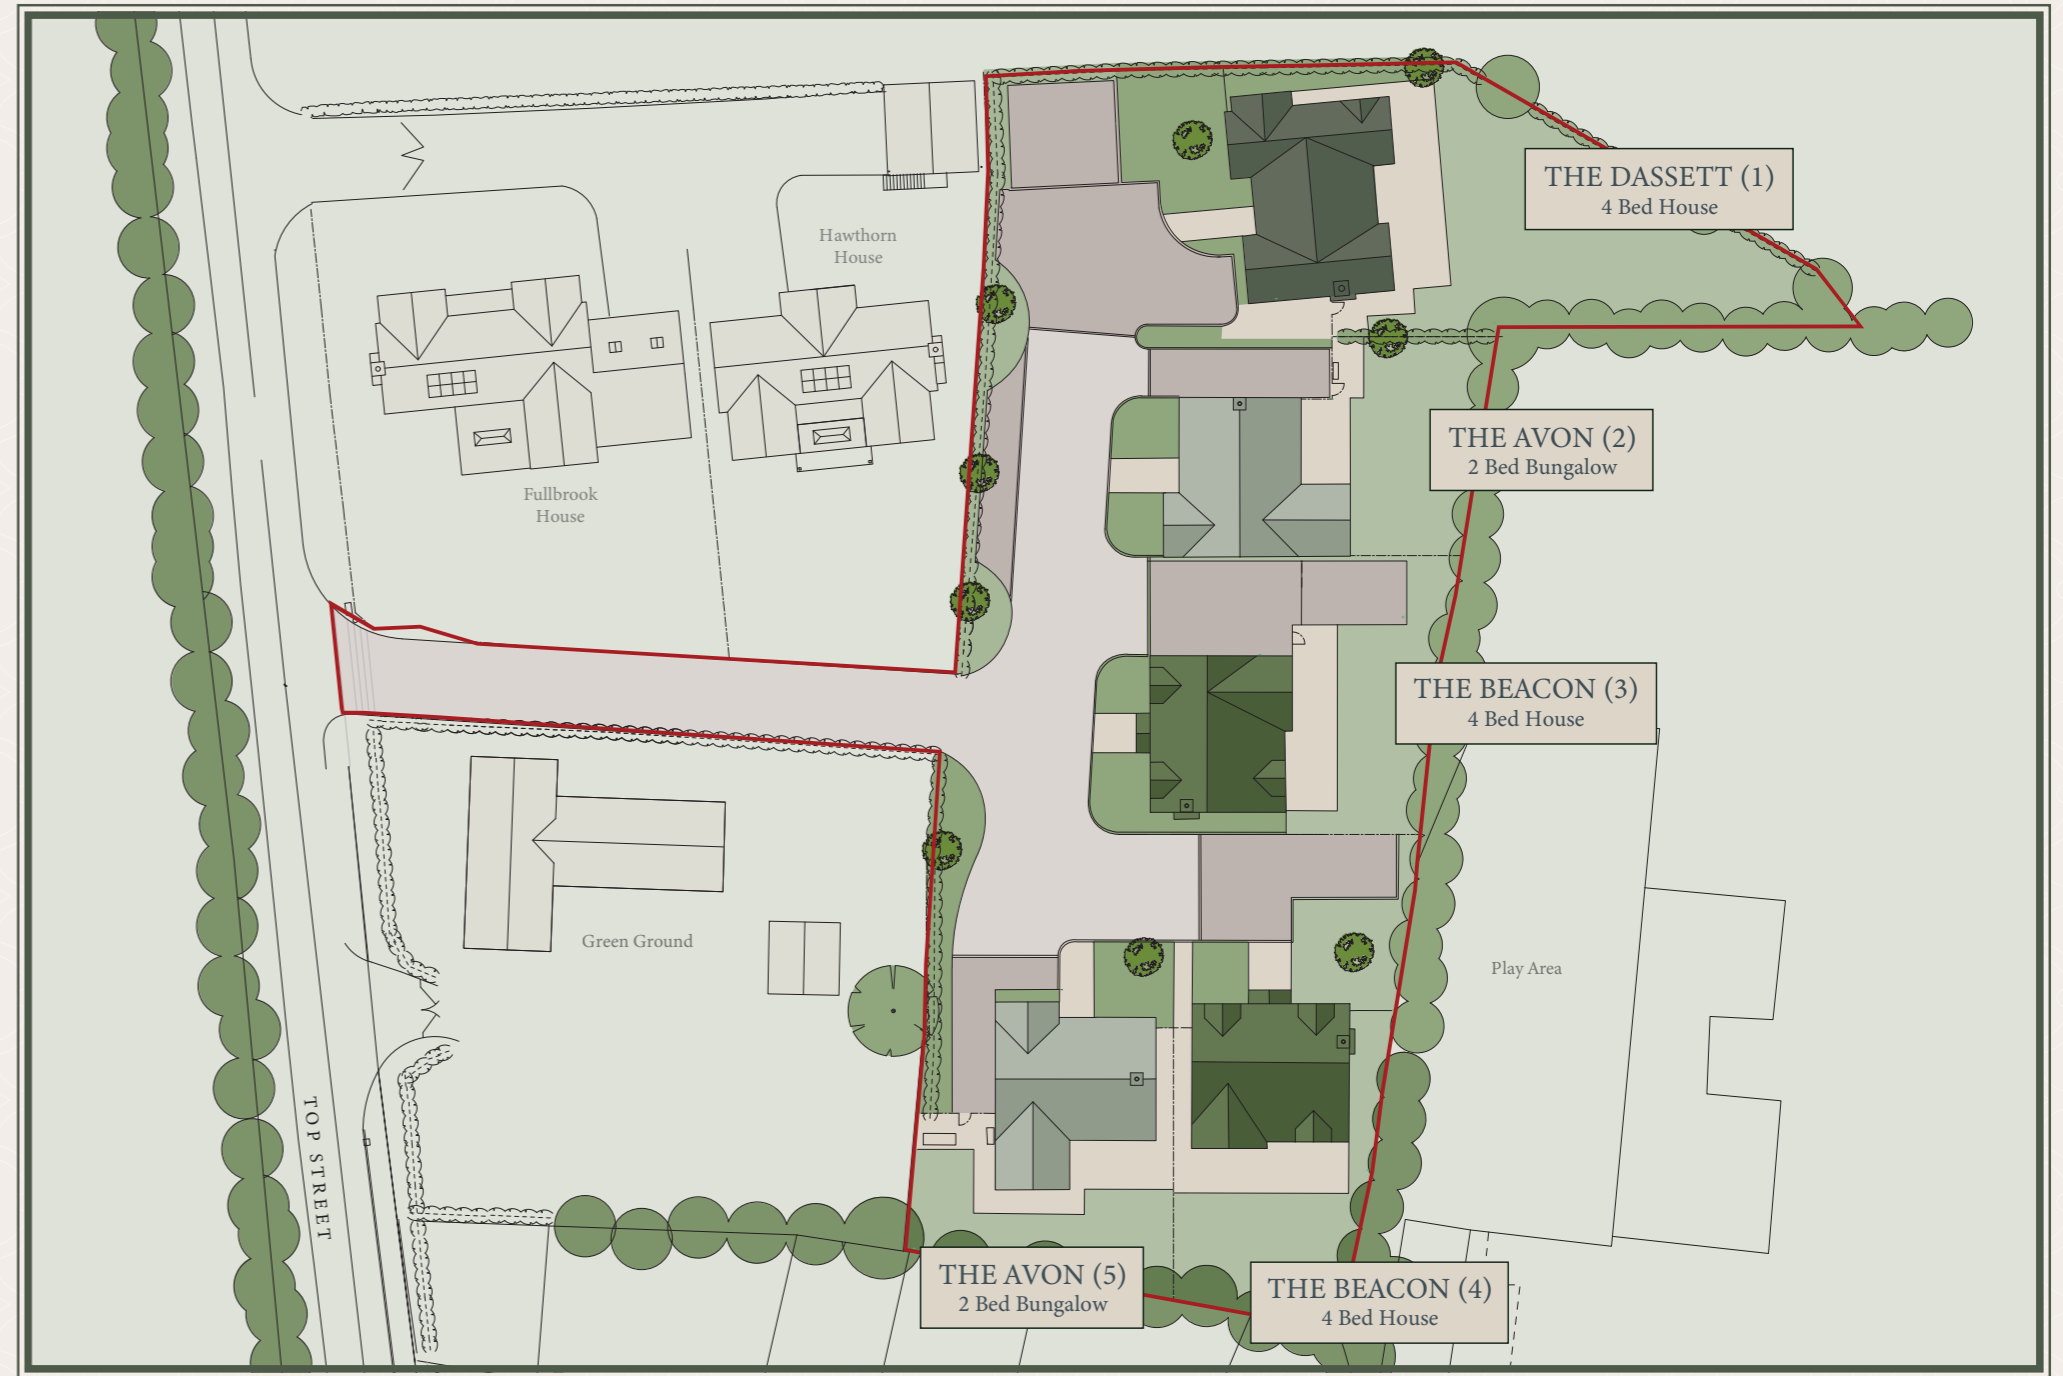 THE DASSETT (1)
4 Bed House
Hawthorn
House
THE AVON (2)
2 Bed Bungalow
Fullbrook
House
THE BEACON (3)
4 Bed House
Green Ground
Play Area
TOP STREET
THE AVON (5)
2 Bed Bungalow
THE BEACON (4)
4 Bed House